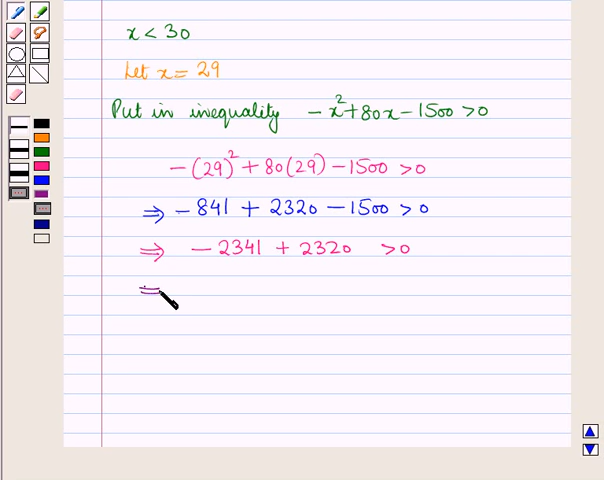 x < 30
Let x = 29
Put in inequality -x²+80x-1500 >0
-(29)² + 80(29) -1500 >0
⇒ -841 + 2320 -1500 >0
⇒ -2341 + 2320 >0
=